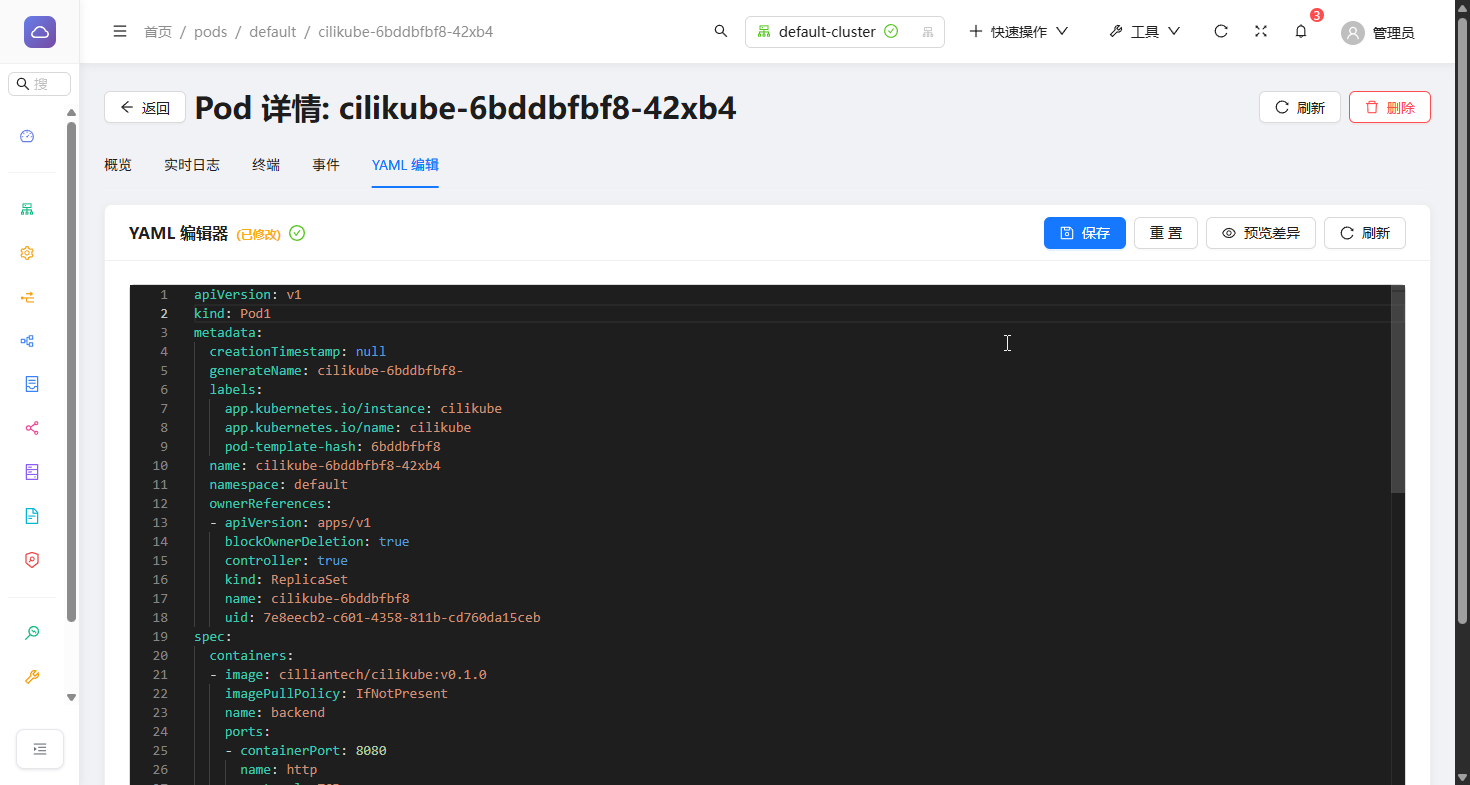 首页 / pods / default / cilikube-6bddbfbf8-42xb4
default-cluster
快速操作
工具
3
管理员
搜
返回
Pod 详情: cilikube-6bddbfbf8-42xb4
刷新
删除
概览
实时日志
终端
事件
YAML 编辑
YAML 编辑器 (已修改)
保存
重 置
预览差异
刷新
1 apiVersion: v1
2 kind: Pod1
3 metadata:
4 creationTimestamp: null
5 generateName: cilikube-6bddbfbf8-
6 labels:
7 app.kubernetes.io/instance: cilikube
8 app.kubernetes.io/name: cilikube
9 pod-template-hash: 6bddbfbf8
10 name: cilikube-6bddbfbf8-42xb4
11 namespace: default
12 ownerReferences:
13 - apiVersion: apps/v1
14 blockOwnerDeletion: true
15 controller: true
16 kind: ReplicaSet
17 name: cilikube-6bddbfbf8
18 uid: 7e8eecb2-c601-4358-811b-cd760da15ceb
19 spec:
20 containers:
21 - image: cilliantech/cilikube:v0.1.0
22 imagePullPolicy: IfNotPresent
23 name: backend
24 ports:
25 - containerPort: 8080
26 name: http